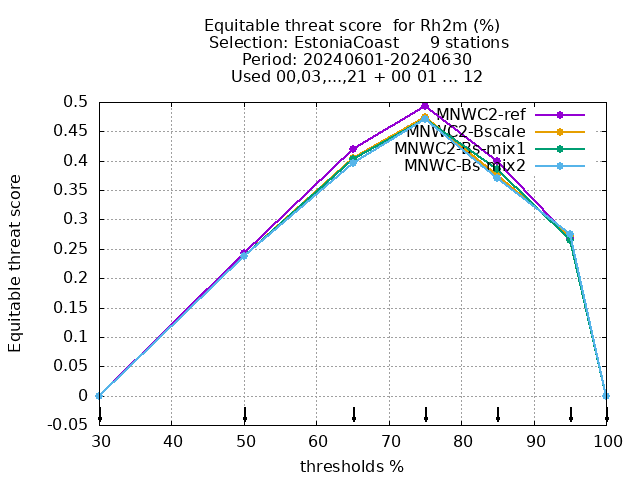 Equitable threat score  for Rh2m (%)
Selection: EstoniaCoast      9 stations
Period: 20240601-20240630
Used 00,03,...,21 + 00 01 ... 12
MNWC2-ref
MNWC2-Bscale
MNWC2-Bs-mix1
MNWC-Bs-mix2
Equitable threat score
0.5
0.45
0.4
0.35
0.3
0.25
0.2
0.15
0.1
0.05
0
-0.05
30 40 50 60 70 80 90 100
thresholds %